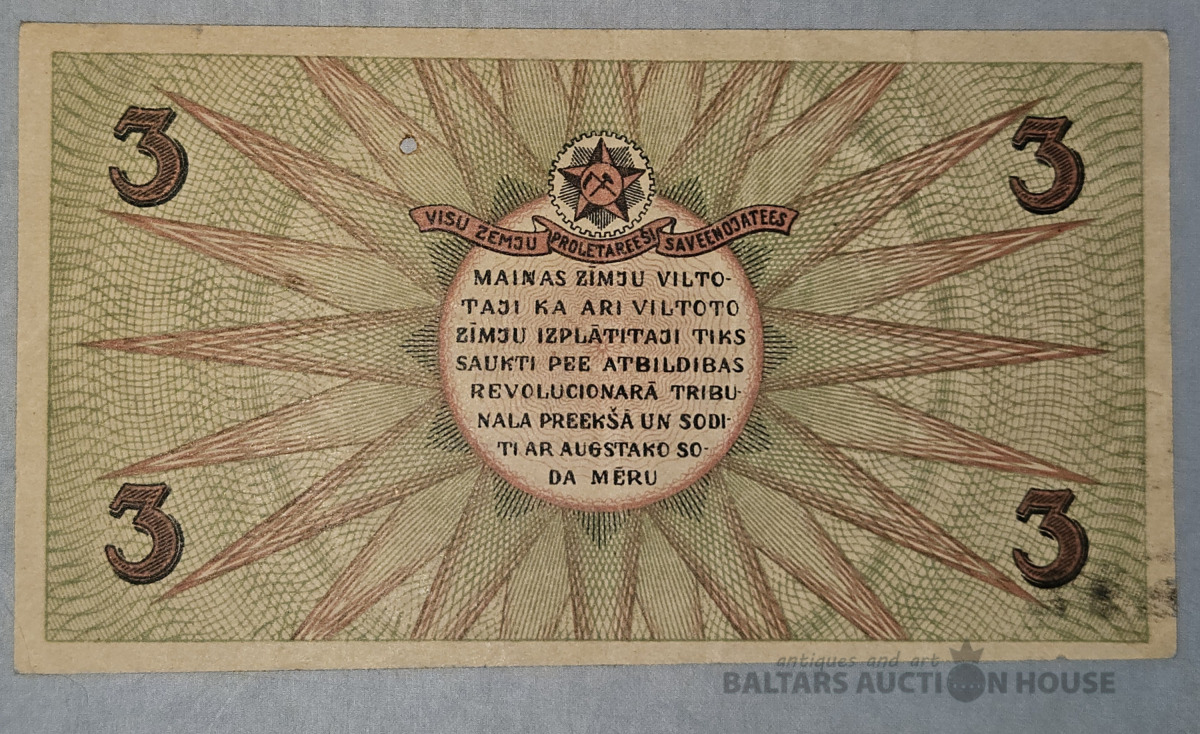 3
3
VISU ZEMJU PROLETAREEŠI SAVEENOJATEES
MAIŅAS ZĪMJU VILTO-
TAJI KA ARI VILTOTO
ZĪMJU IZPLĀTITAJI TIKS
SAUKTI PEE ATBILDIBAS
REVOLUCIONARĀ TRIBU-
NALA PREEKŠĀ UN SODI-
TI AR AUGSTAKO SO-
DA MĒRU
3
3
antiques and art
BALTARS AUCTION HOUSE